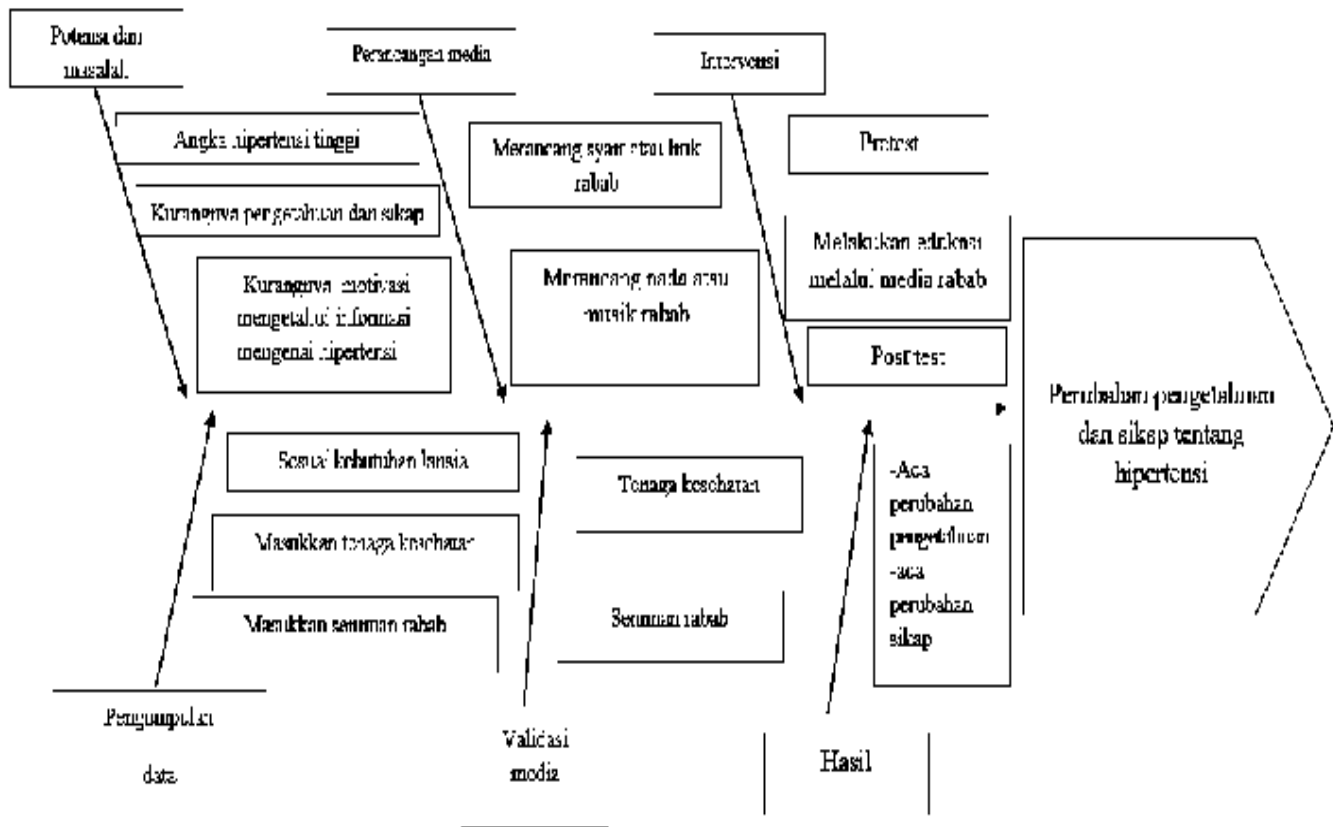 Potensi dan
masalah
Perancangan media
Intervensi
Angka hipertensi tinggi
Merancang syair atau lirik
rabab
Pretest
Kurangnya pengetahuan dan sikap
Melakukan edukasi
melalui media rabab
Kurangnya motivasi
mengetahui informasi
mengenai hipertensi
Merancang nada atau
musik rabab
Post test
Perubahan pengetahuan
dan sikap tentang
hipertensi
Sesuai kebutuhan lansia
Tenaga kesehatan
-Ada
perubahan
pengetahuan
-ada
perubahan
sikap
Masukkan tenaga kesehatan
Masukkan seniman rabab
Seniman rabab
Pengumpulan
data
Validasi
media
Hasil